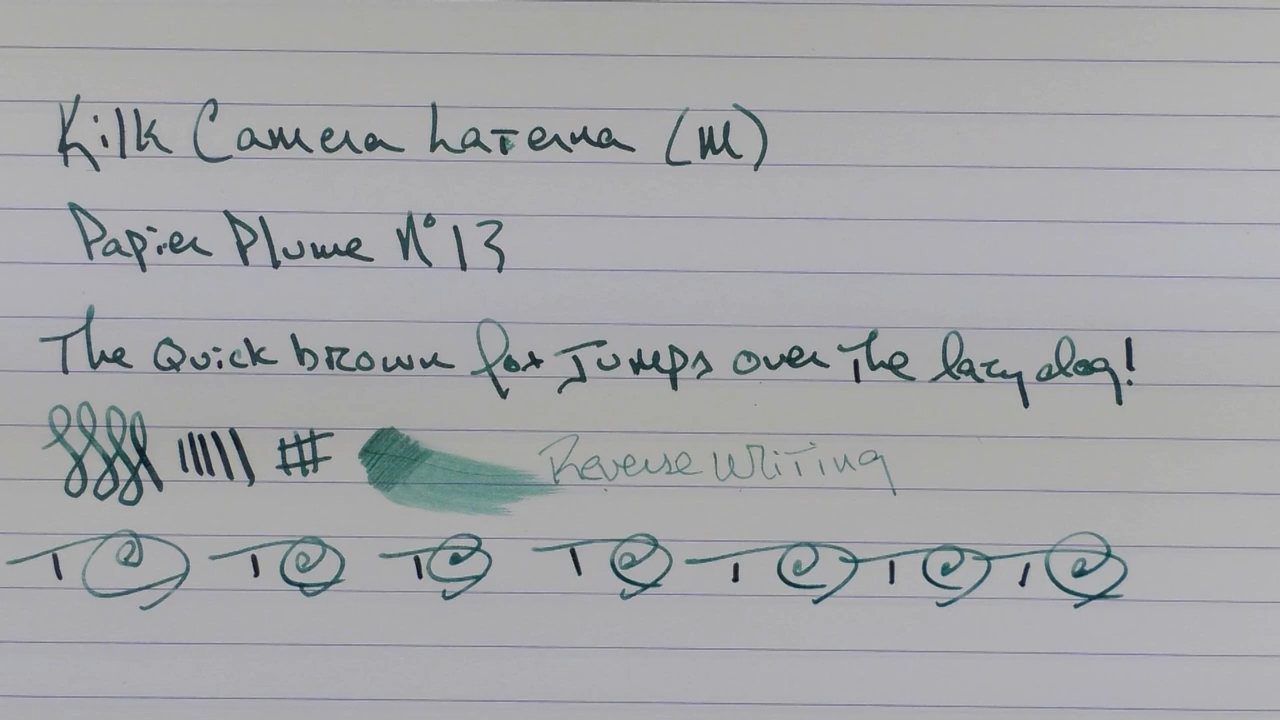 Kilk Camera Laterna (M)
Papier Plume N° 13
The Quick brown fox Jumps over The lazy dog!
Reverse Writing